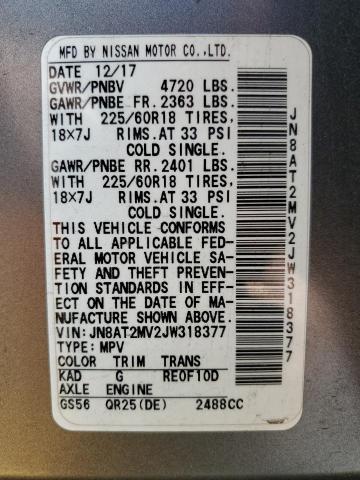 MFD BY NISSAN MOTOR CO.,LTD.
DATE 12/17
GVWR/PNBV 4720 LBS.
GAWR/PNBE FR. 2363 LBS.
WITH 225/60R18 TIRES,
18X7J RIMS.AT 33 PSI
COLD SINGLE.
GAWR/PNBE RR. 2401 LBS.
WITH 225/60R18 TIRES,
18X7J RIMS.AT 33 PSI
COLD SINGLE.
THIS VEHICLE CONFORMS
TO ALL APPLICABLE FED-
ERAL MOTOR VEHICLE SA-
FETY AND THEFT PREVEN-
TION STANDARDS IN EFF-
ECT ON THE DATE OF MA-
NUFACTURE SHOWN ABOVE.
VIN:JN8AT2MV2JW318377
TYPE: MPV
COLOR TRIM TRANS
KAD G RE0F10D
AXLE ENGINE
GS56 QR25(DE) 2488CC
JN8AT2MV2JW318377